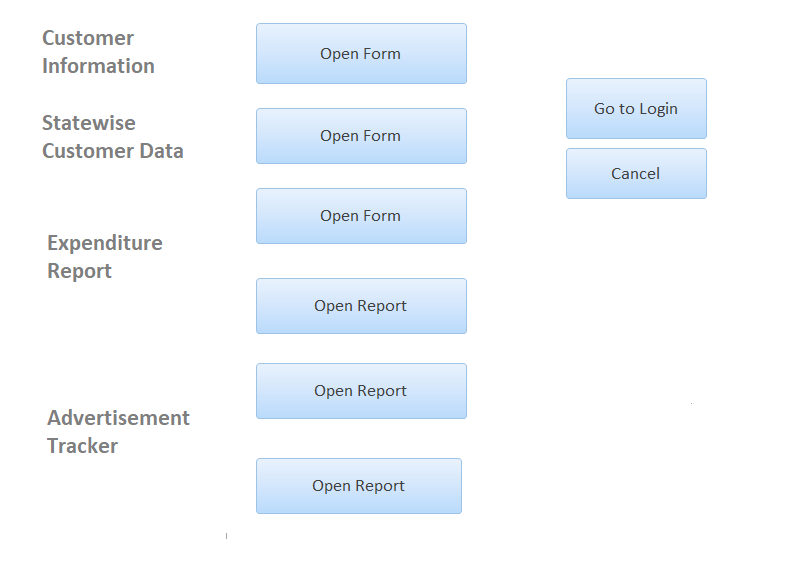 Customer
Information
Open Form
Go to Login
Statewise
Customer Data
Open Form
Cancel
Open Form
Expenditure
Report
Open Report
Open Report
Advertisement
Tracker
Open Report